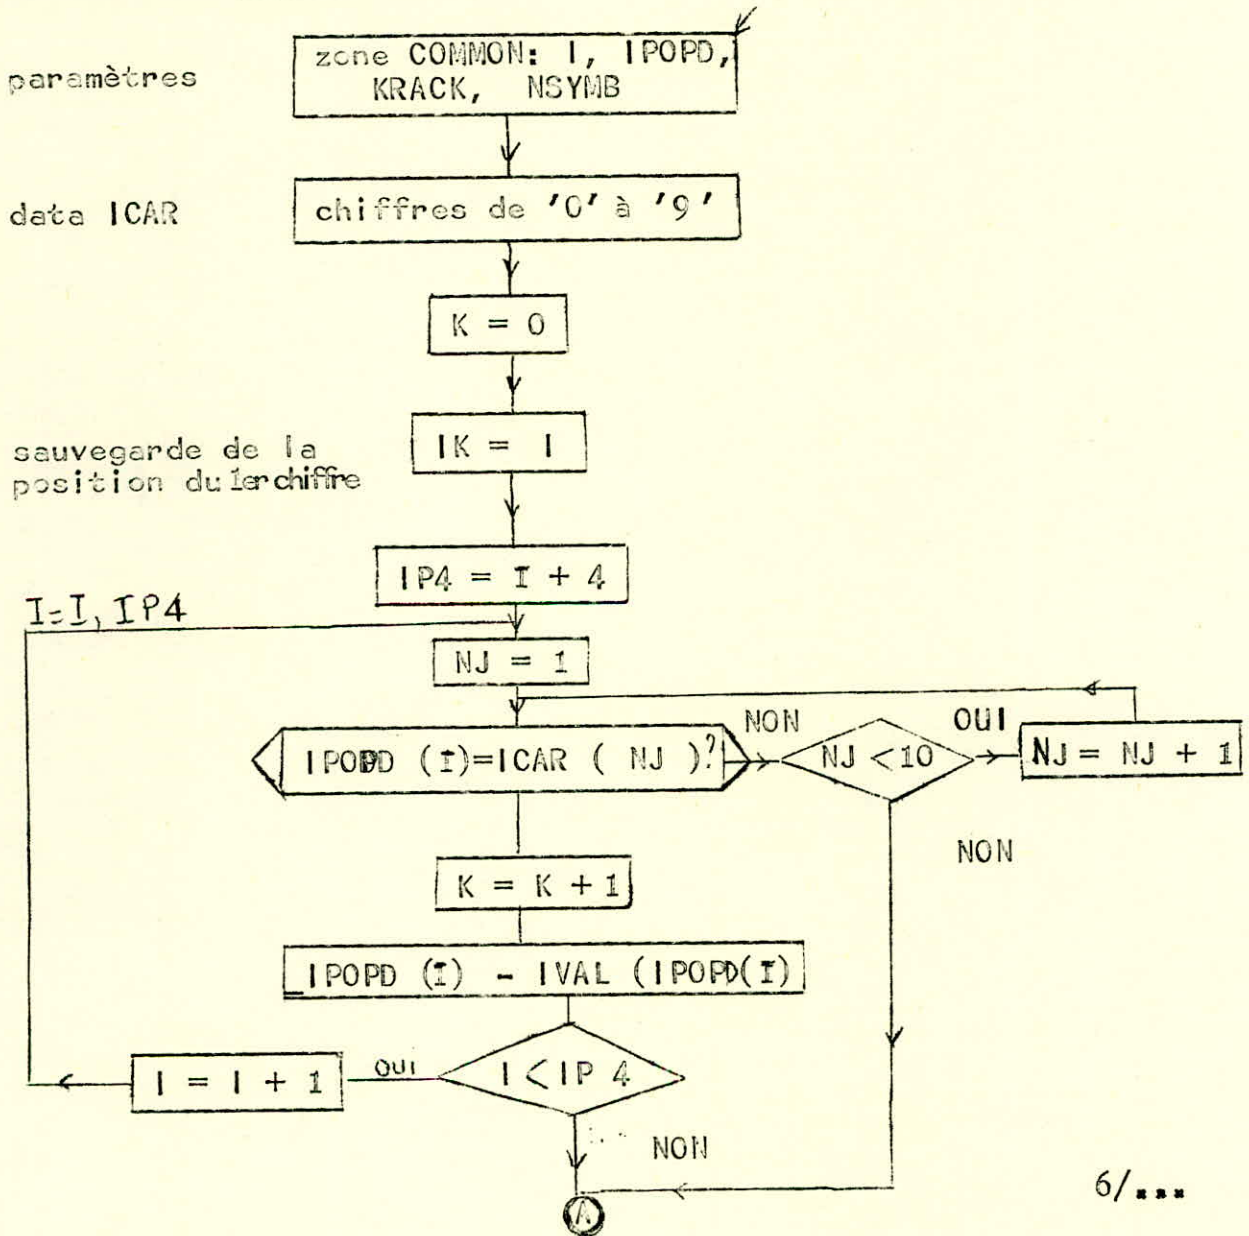 paramètres
zone COMMON: I, IPOPD,
KRACK, NSYMB
data ICAR
chiffres de '0' à '9'
K = 0
sauvegarde de la
position du 1er chiffre
IK = I
IP4 = I + 4
I=I, IP4
NJ = 1
IPOPD (I)=ICAR ( NJ )?
NON
NJ < 10
OUI
NJ = NJ + 1
NON
K = K + 1
IPOPD (I) - IVAL (IPOPD(I)
I = I + 1
OUI
I < IP 4
NON
A
6/...